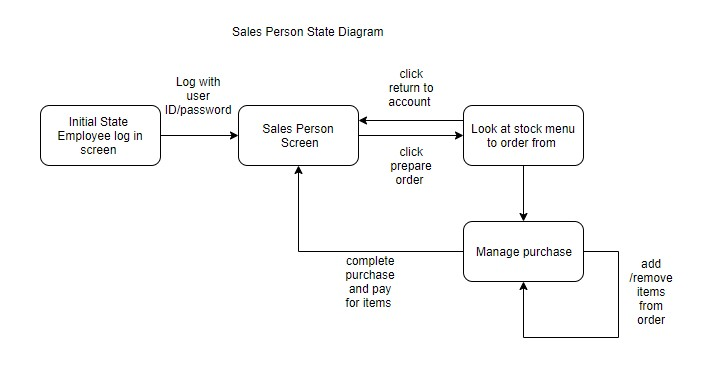 Sales Person State Diagram
Log with
user
ID/password
click
return to
account
Initial State
Employee log in
screen
Sales Person
Screen
Look at stock menu
to order from
click
prepare
order
Manage purchase
complete
purchase
and pay
for items
add
/remove
items
from
order